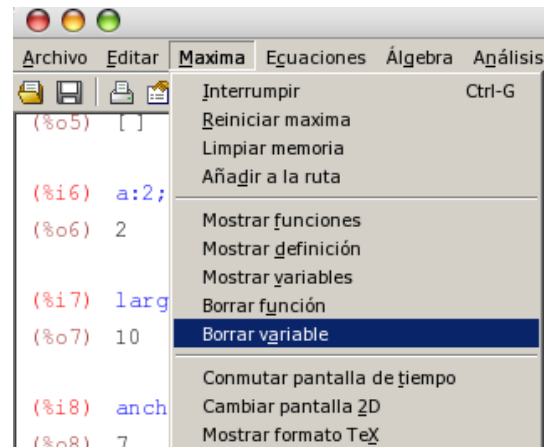 Archivo Editar Maxima Ecuaciones Álgebra Análisis
Interrumpir Ctrl-G
Reiniciar maxima
Limpiar memoria
Añadir a la ruta
Mostrar funciones
Mostrar definición
Mostrar variables
Borrar función
Borrar variable
Conmutar pantalla de tiempo
Cambiar pantalla 2D
Mostrar formato TeX
(%o5) [ ]
(%i6) a:2;
(%o6) 2
(%i7) larg
(%o7) 10
(%i8) anch
(%o8) 7